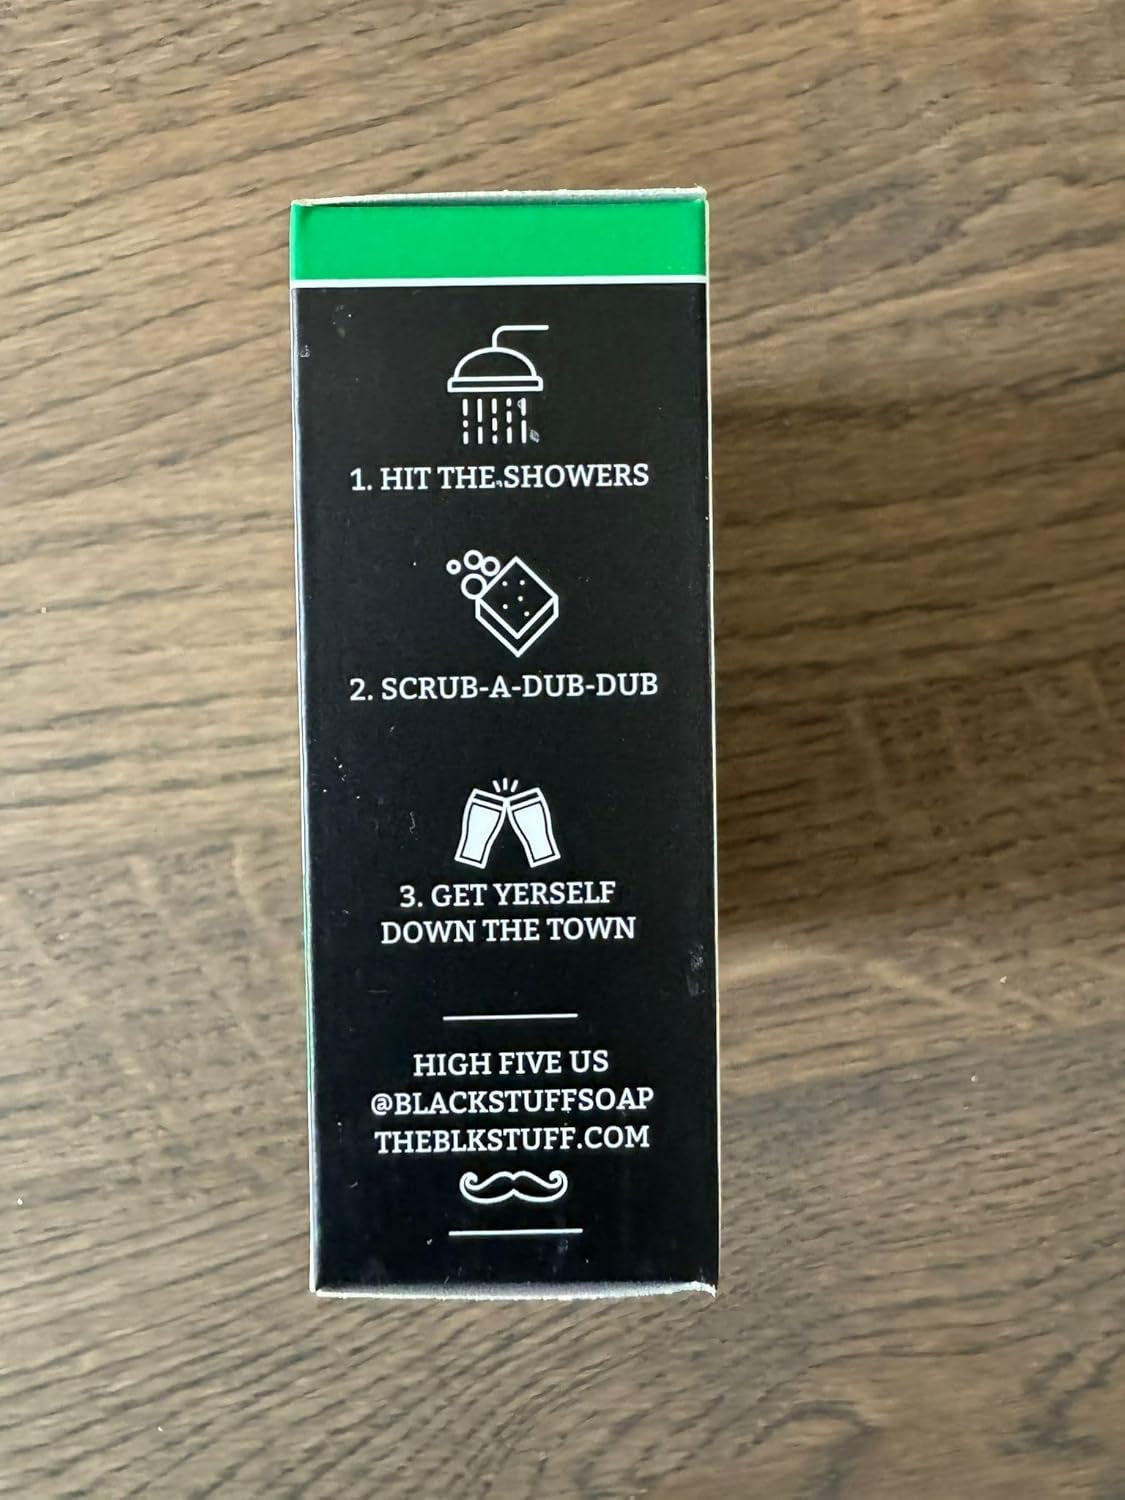 1. HIT THE SHOWERS
2. SCRUB-A-DUB-DUB
3. GET YERSELF
DOWN THE TOWN
HIGH FIVE US
@BLACKSTUFFSOAP
THEBLKSTUFF.COM